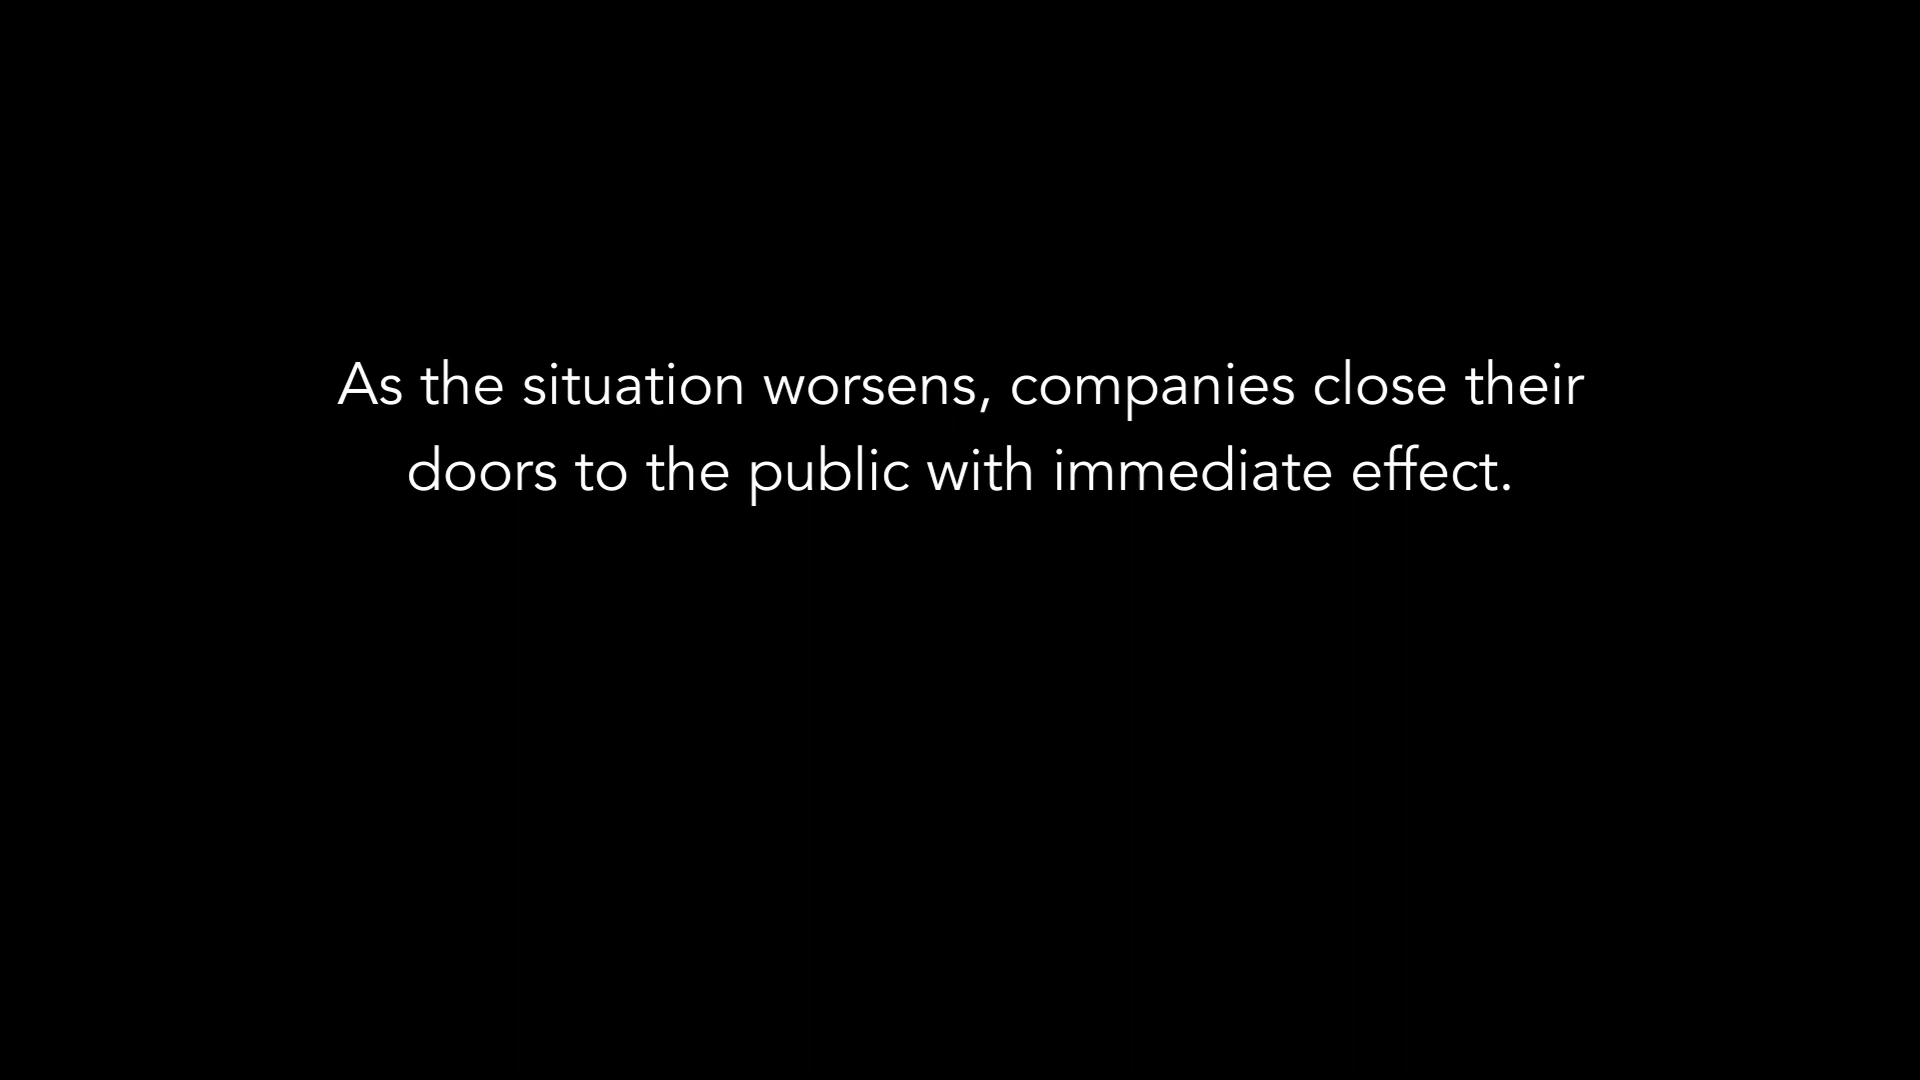 As the situation worsens, companies close their
doors to the public with immediate effect.